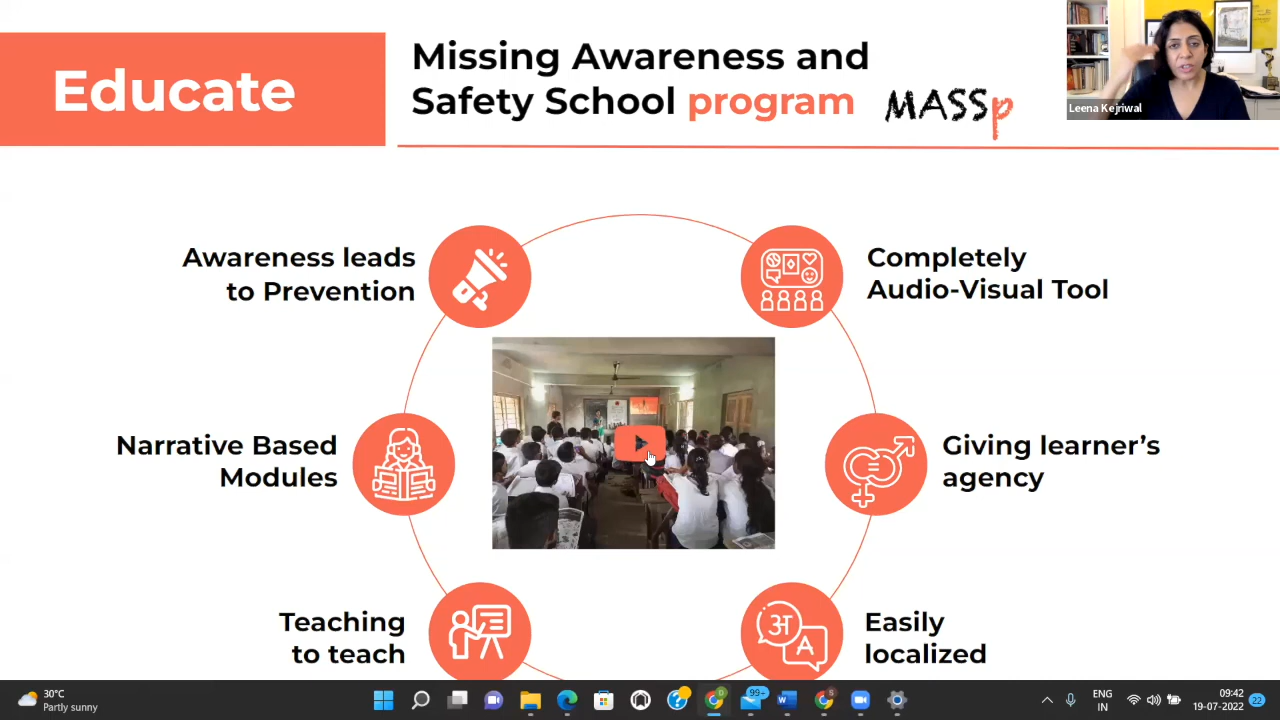 Educate
Missing Awareness and
Safety School program
MASSp
Leena Kejriwal
Awareness leads
to Prevention
Completely
Audio-Visual Tool
Narrative Based
Modules
Giving learner's
agency
Teaching
to teach
अ
A
Easily
localized
30°C
Partly sunny
99+
ENG
IN
09:42
19-07-2022
22